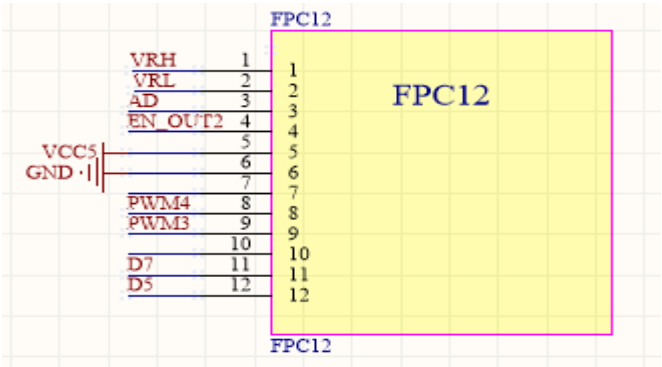 FPC12
VRH 1 1
VRL 2 2
AD 3 3
FPC12
EN_OUT2 4 4
VCC5 5 5
GND 6 6
7 7
PWM4 8 8
PWM3 9 9
10 10
D7 11 11
D5 12 12
FPC12